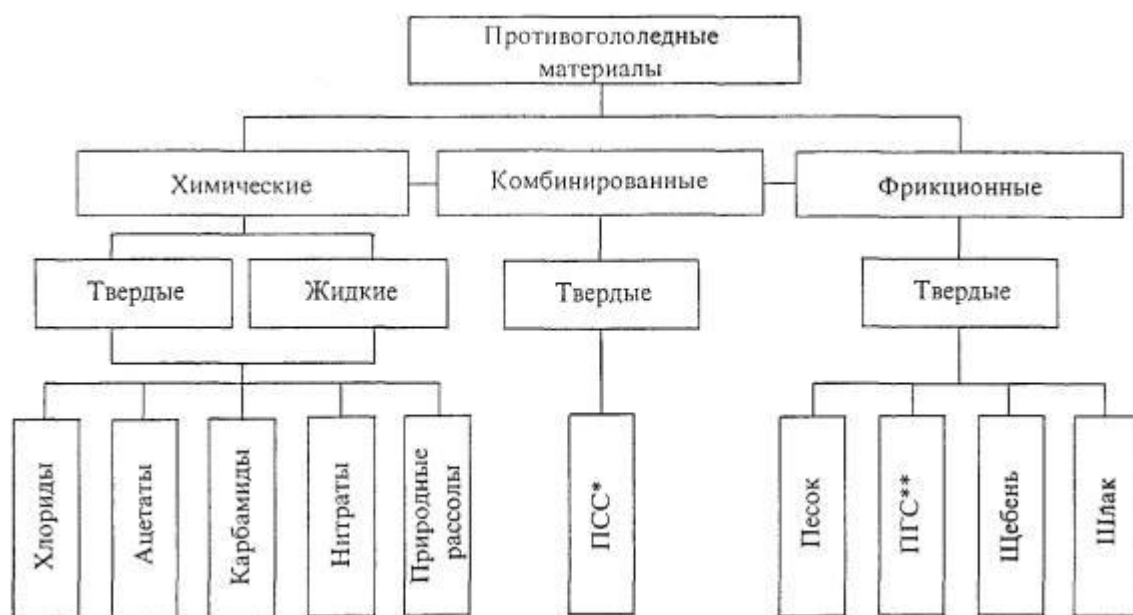 Противогололедные
материалы
Химические
Комбинированные
Фрикционные
Твердые
Жидкие
Твердые
Твердые
Хлориды
Ацетаты
Карбамиды
Нитраты
Природные
рассолы
ПСС*
Песок
ПГС**
Щебень
Шлак